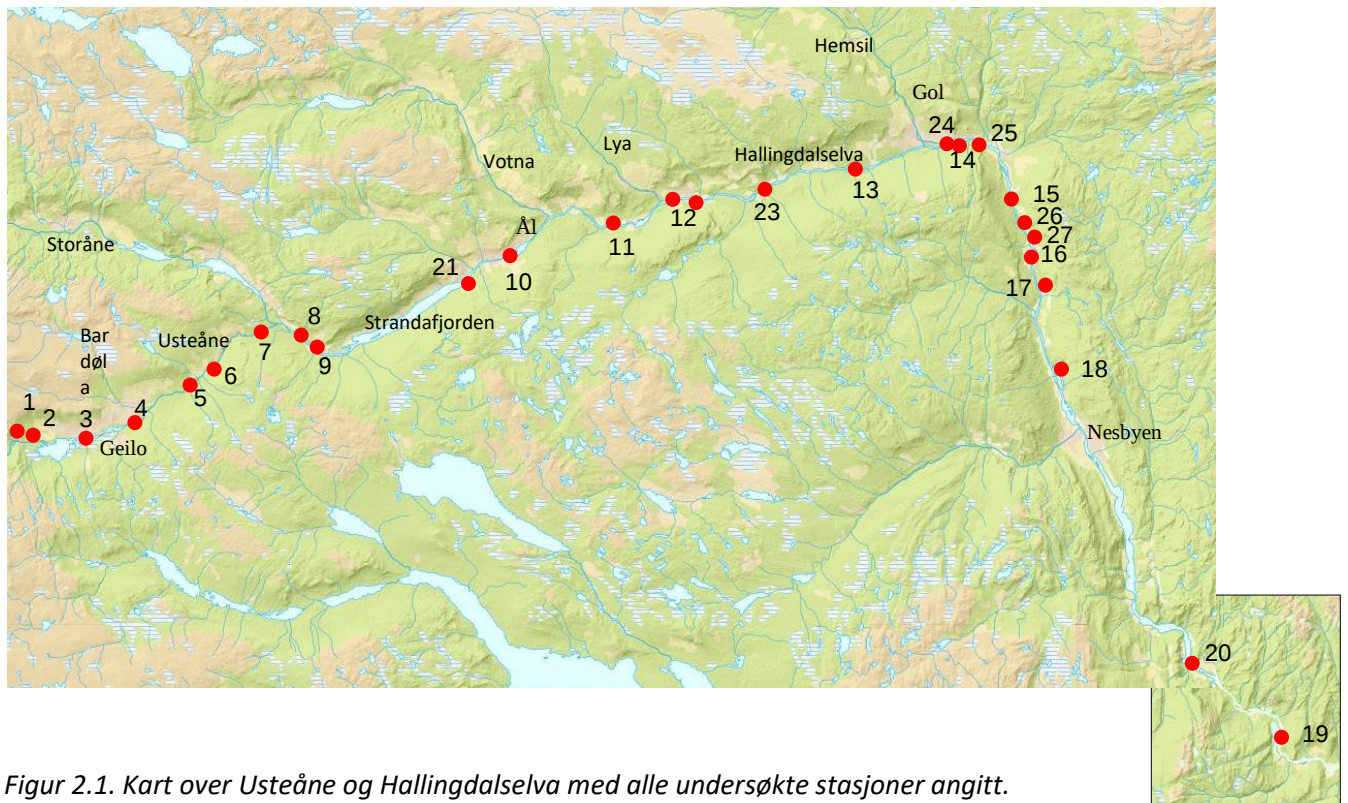 Hemsil
Gol
24
14
25
Lya
Votna
Hallingdalselva
13
12
23
15
26
27
16
17
11
Ål
10
21
Storåne
Strandafjorden
8
9
7
Usteåne
6
5
Bar
døl
a
18
1
2
3
4
Geilo
Nesbyen
20
19
Figur 2.1. Kart over Usteåne og Hallingdalselva med alle undersøkte stasjoner angitt.